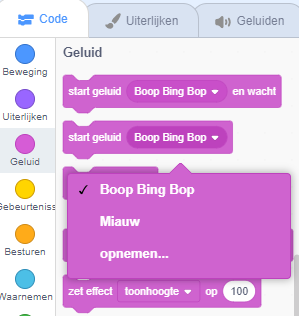 Code
Uiterlijken
Geluiden
Beweging
Uiterlijken
Geluid
Gebeurteniss
Besturen
Waarnemen
Geluid
start geluid Boop Bing Bop en wacht
start geluid Boop Bing Bop
✓ Boop Bing Bop
Miauw
opnemen...
zet effect toonhoogte op 100